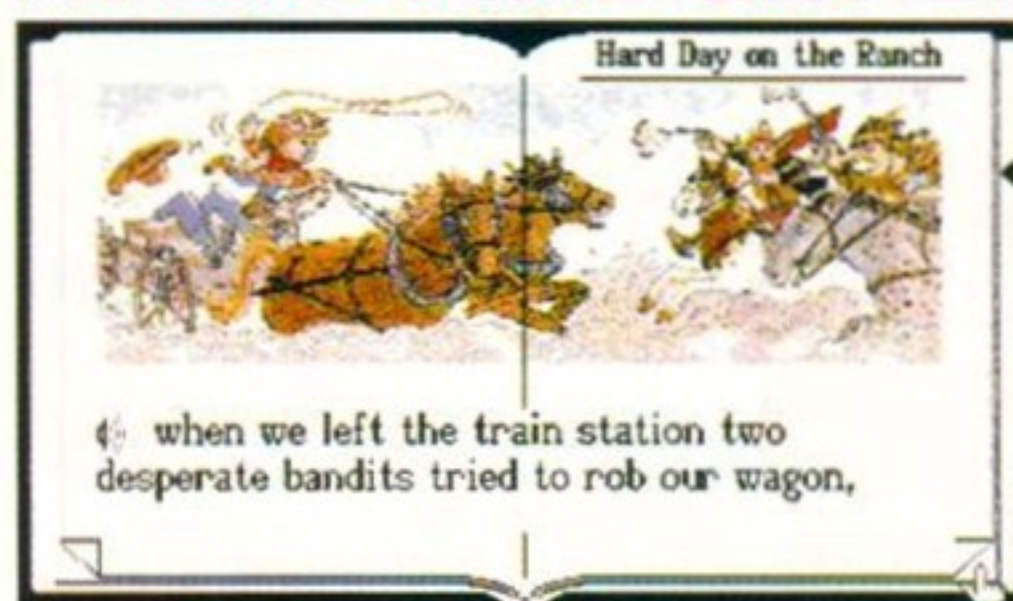 Hard Day on the Ranch
when we left the train station two
desperate bandits tried to rob our wagon,